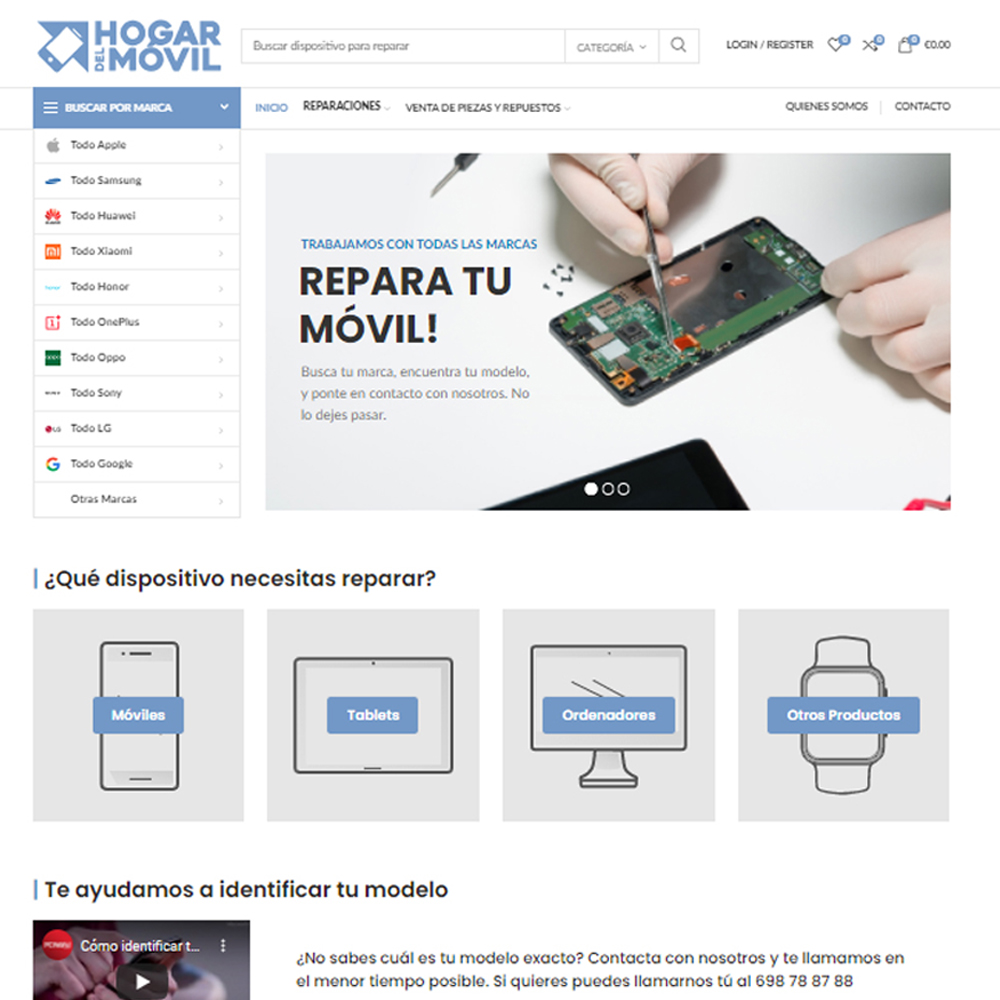 HOGAR
DEL MÓVIL
Buscar dispositivo para reparar
CATEGORÍA
LOGIN / REGISTER
0
0
0
€0.00
BUSCAR POR MARCA
INICIO
REPARACIONES
VENTA DE PIEZAS Y REPUESTOS
QUIENES SOMOS
CONTACTO
Todo Apple
Todo Samsung
Todo Huawei
Todo Xiaomi
Todo Honor
Todo OnePlus
Todo Oppo
Todo Sony
Todo LG
Todo Google
Otras Marcas
TRABAJAMOS CON TODAS LAS MARCAS
REPARA TU
MÓVIL!
Busca tu marca, encuentra tu modelo,
y ponte en contacto con nosotros. No
lo dejes pasar.
¿Qué dispositivo necesitas reparar?
Móviles
Tablets
Ordenadores
Otros Productos
Te ayudamos a identificar tu modelo
Cómo identificar t...
¿No sabes cuál es tu modelo exacto? Contacta con nosotros y te llamamos en
el menor tiempo posible. Si quieres puedes llamarnos tú al 698 78 87 88